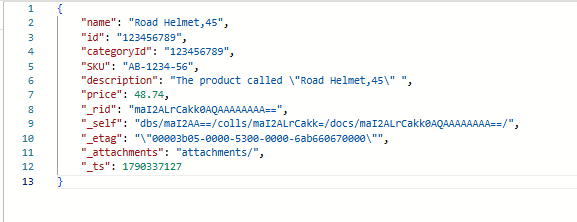 1 {
2 "name": "Road Helmet,45",
3 "id": "123456789",
4 "categoryId": "123456789",
5 "SKU": "AB-1234-56",
6 "description": "The product called \"Road Helmet,45\" ",
7 "price": 48.74,
8 "_rid": "maI2ALrCakk0AQAAAAAAAA==",
9 "_self": "dbs/maI2AA==/colls/maI2ALrCakk=/docs/maI2ALrCakk0AQAAAAAAAA==/",
10 "_etag": "\"00003b05-0000-5300-0000-6ab660670000\"",
11 "_attachments": "attachments/",
12 "_ts": 1790337127
13 }